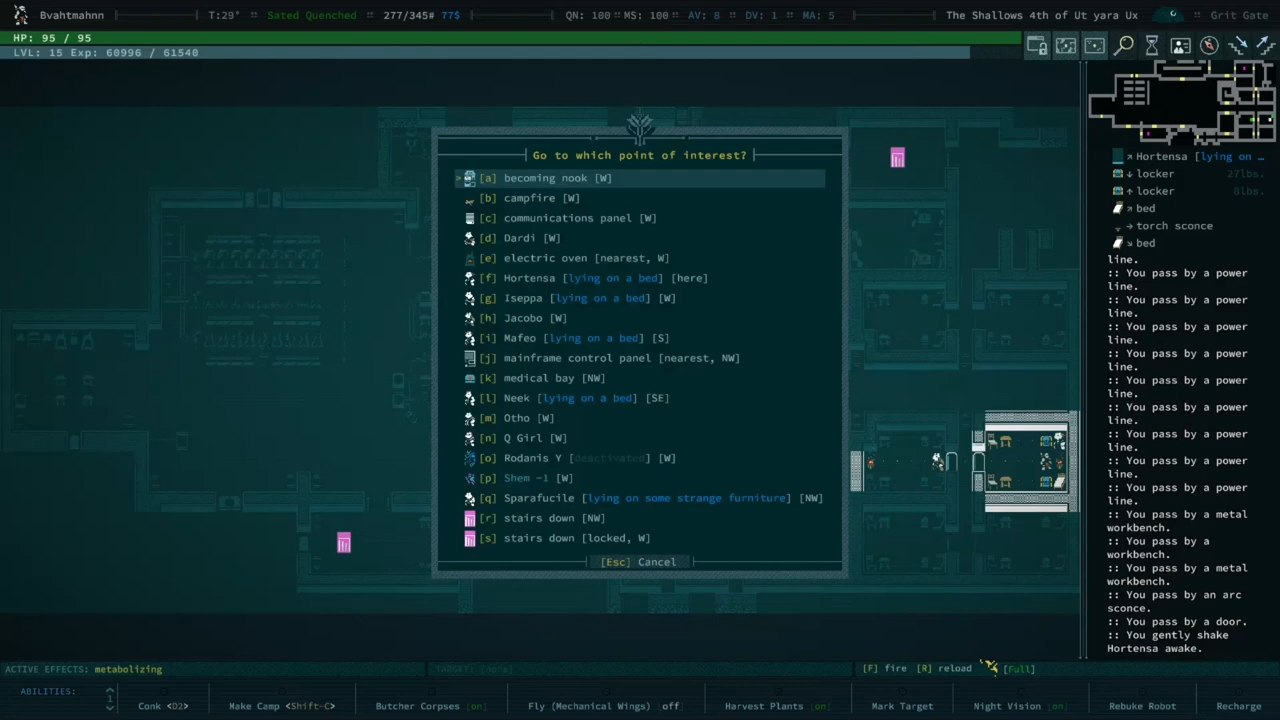 Bvahtmahnn T:29° Sated Quenched 277/345# 77$ QN: 100 MS: 100 AV: 8 DV: 1 MA: 5 The Shallows 4th of Ut yara Ux Grit Gate
HP: 95 / 95
LVL: 15 Exp: 60996 / 61540
Go to which point of interest?
> [a] becoming nook [W]
[b] campfire [W]
[c] communications panel [W]
[d] Dardi [W]
[e] electric oven [nearest, W]
[f] Hortensa [lying on a bed] [here]
[g] Iseppa [lying on a bed] [W]
[h] Jacobo [W]
[i] Mafeo [lying on a bed] [S]
[j] mainframe control panel [nearest, NW]
[k] medical bay [NW]
[l] Neek [lying on a bed] [SE]
[m] Otho [W]
[n] Q Girl [W]
[o] Rodanis Y [deactivated] [W]
[p] Shem -1 [W]
[q] Sparafucile [lying on some strange furniture] [NW]
[r] stairs down [NW]
[s] stairs down [locked, W]
[Esc] Cancel
Hortensa [lying on …
locker 27lbs.
locker 8lbs.
bed
torch sconce
bed
line.
:: You pass by a power
line.
:: You pass by a power
line.
:: You pass by a power
line.
:: You pass by a power
line.
:: You pass by a power
line.
:: You pass by a power
line.
:: You pass by a power
line.
:: You pass by a power
line.
:: You pass by a power
line.
:: You pass by a metal
workbench.
:: You pass by a
workbench.
:: You pass by a metal
workbench.
:: You pass by an arc
sconce.
:: You pass by a door.
:: You gently shake
Hortensa awake.
ACTIVE EFFECTS: metabolizing
TARGET: [none]
[F] fire [R] reload [Full]
ABILITIES: 1 Conk <02> Make Camp <Shift-C> Butcher Corpses [on] Fly (Mechanical Wings) off Harvest Plants [on] Mark Target Night Vision [on] Rebuke Robot Recharge